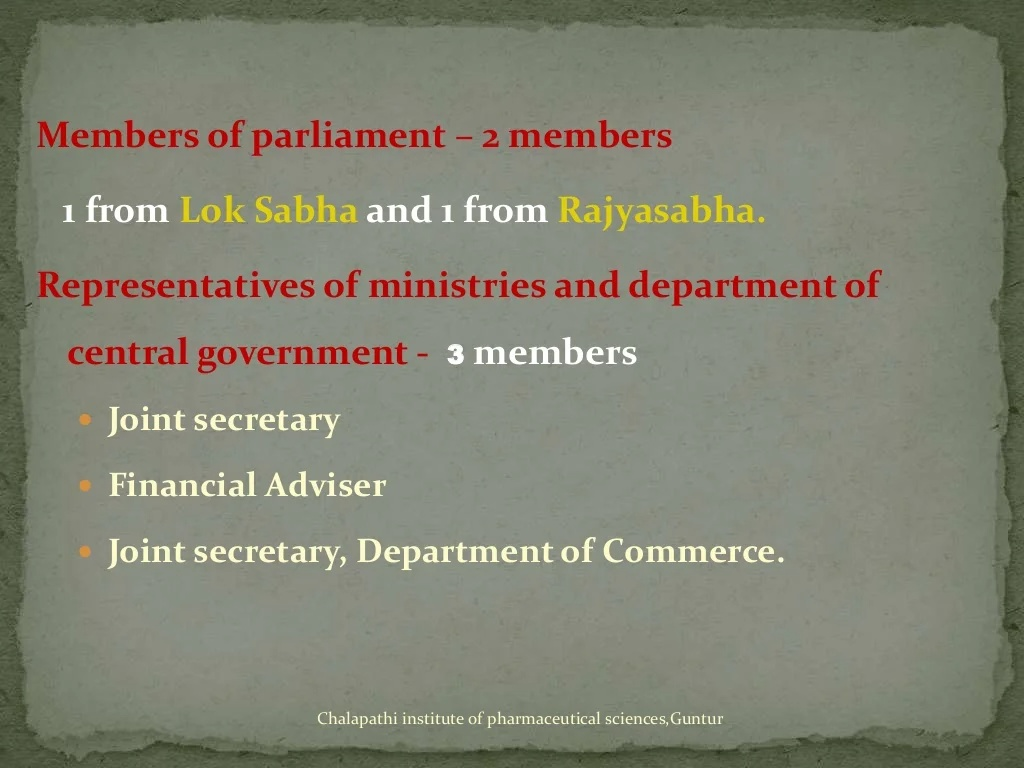 Members of parliament – 2 members
1 from Lok Sabha and 1 from Rajyasabha.
Representatives of ministries and department of
central government - 3 members
• Joint secretary
• Financial Adviser
• Joint secretary, Department of Commerce.
Chalapathi institute of pharmaceutical sciences,Guntur